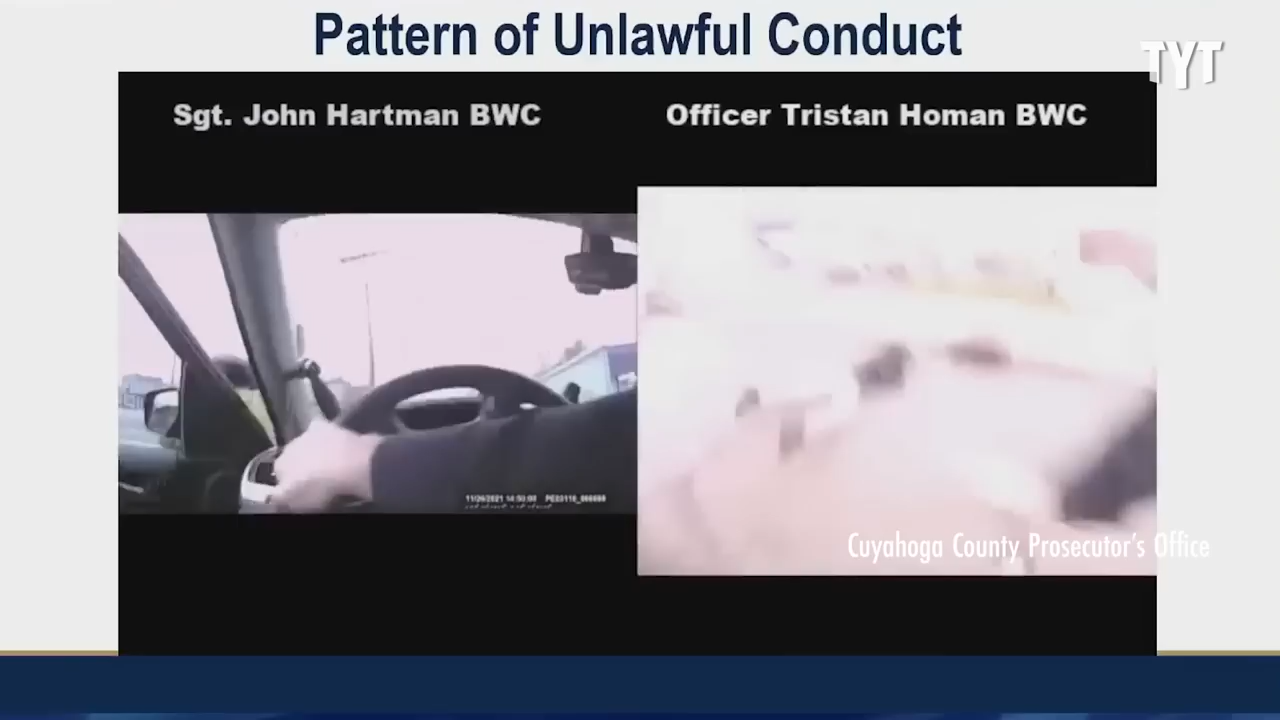 Pattern of Unlawful Conduct
TYT
Sgt. John Hartman BWC
Officer Tristan Homan BWC
Cuyahoga County Prosecutor's Office